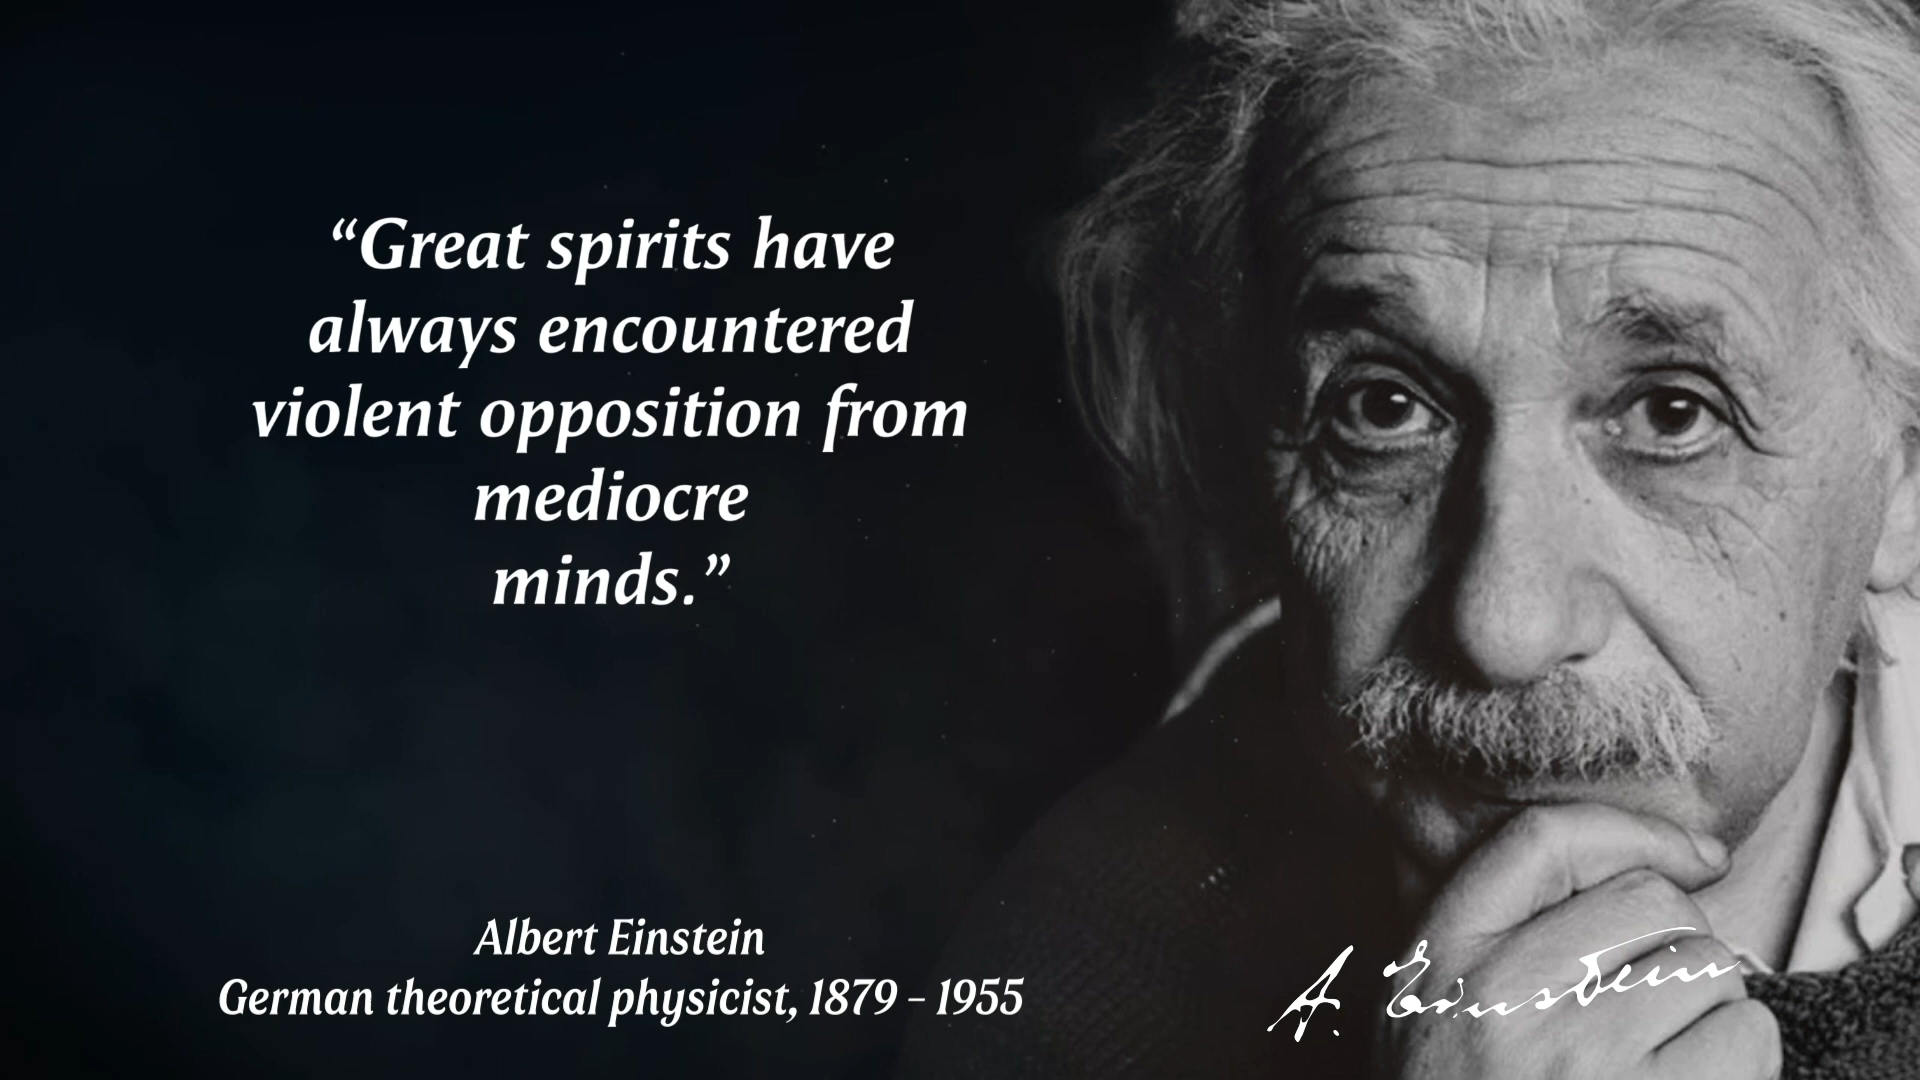 “Great spirits have
always encountered
violent opposition from
mediocre
minds.”
Albert Einstein
German theoretical physicist, 1879 – 1955
A. Einstein